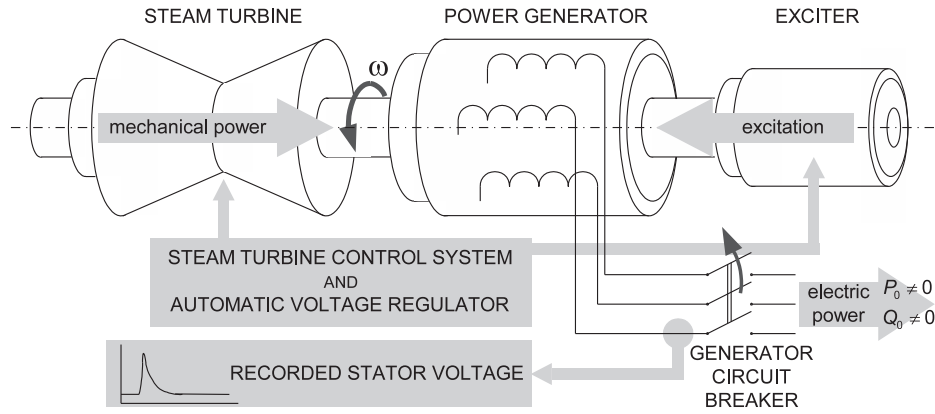 STEAM TURBINE
POWER GENERATOR
EXCITER
ω
mechanical power
excitation
STEAM TURBINE CONTROL SYSTEM
AND
AUTOMATIC VOLTAGE REGULATOR
electric
power
P₀ ≠ 0
Q₀ ≠ 0
GENERATOR
CIRCUIT
BREAKER
RECORDED STATOR VOLTAGE